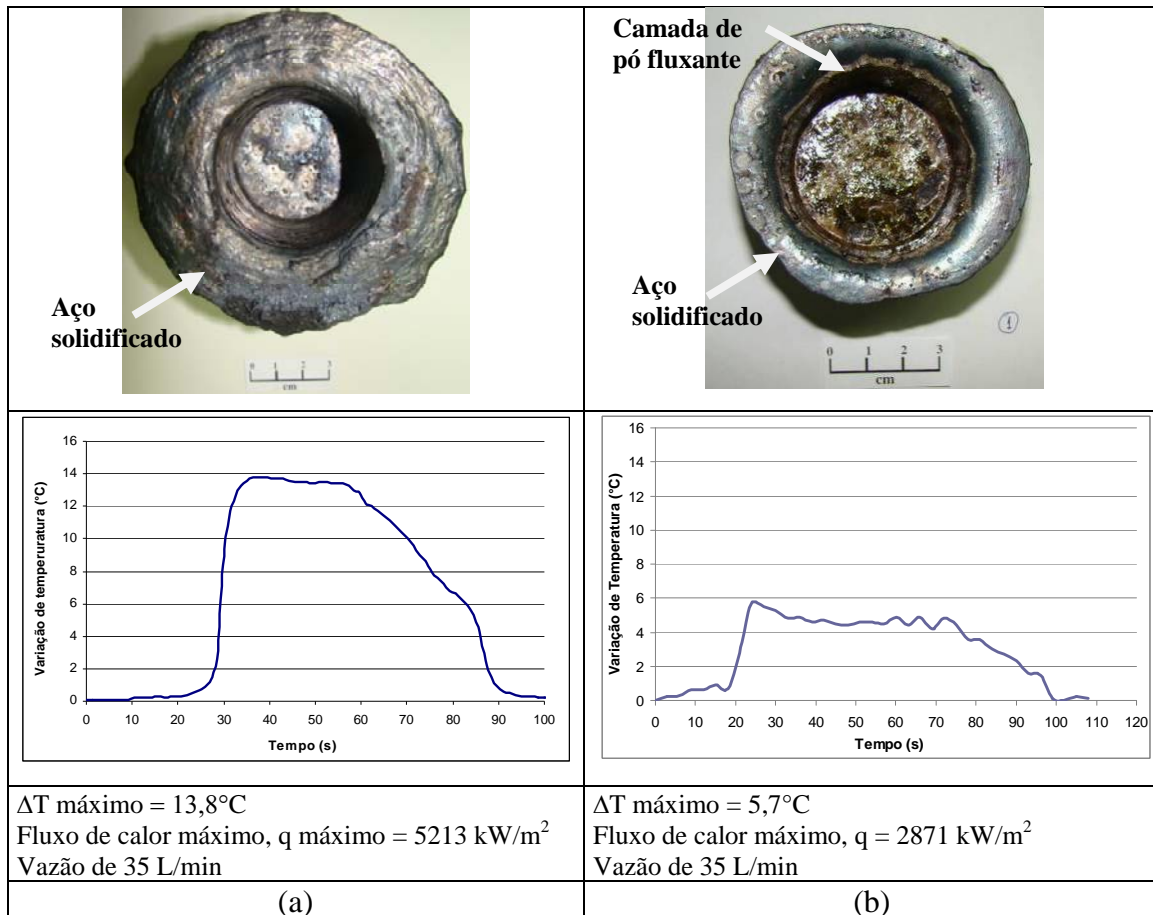 Aço
solidificado
0 1 2 3
cm
Camada de
pó fluxante
Aço
solidificado
1
0 1 2 3
cm
Variação de temperuratura (°C)
16
14
12
10
8
6
4
2
0
0 10 20 30 40 50 60 70 80 90 100
Tempo (s)
Variação de Temperatura (°C)
16
14
12
10
8
6
4
2
0
0 10 20 30 40 50 60 70 80 90 100 110 120
Tempo (s)
ΔT máximo = 13,8°C
Fluxo de calor máximo, q máximo = 5213 kW/m²
Vazão de 35 L/min
ΔT máximo = 5,7°C
Fluxo de calor máximo, q = 2871 kW/m²
Vazão de 35 L/min
(a)
(b)